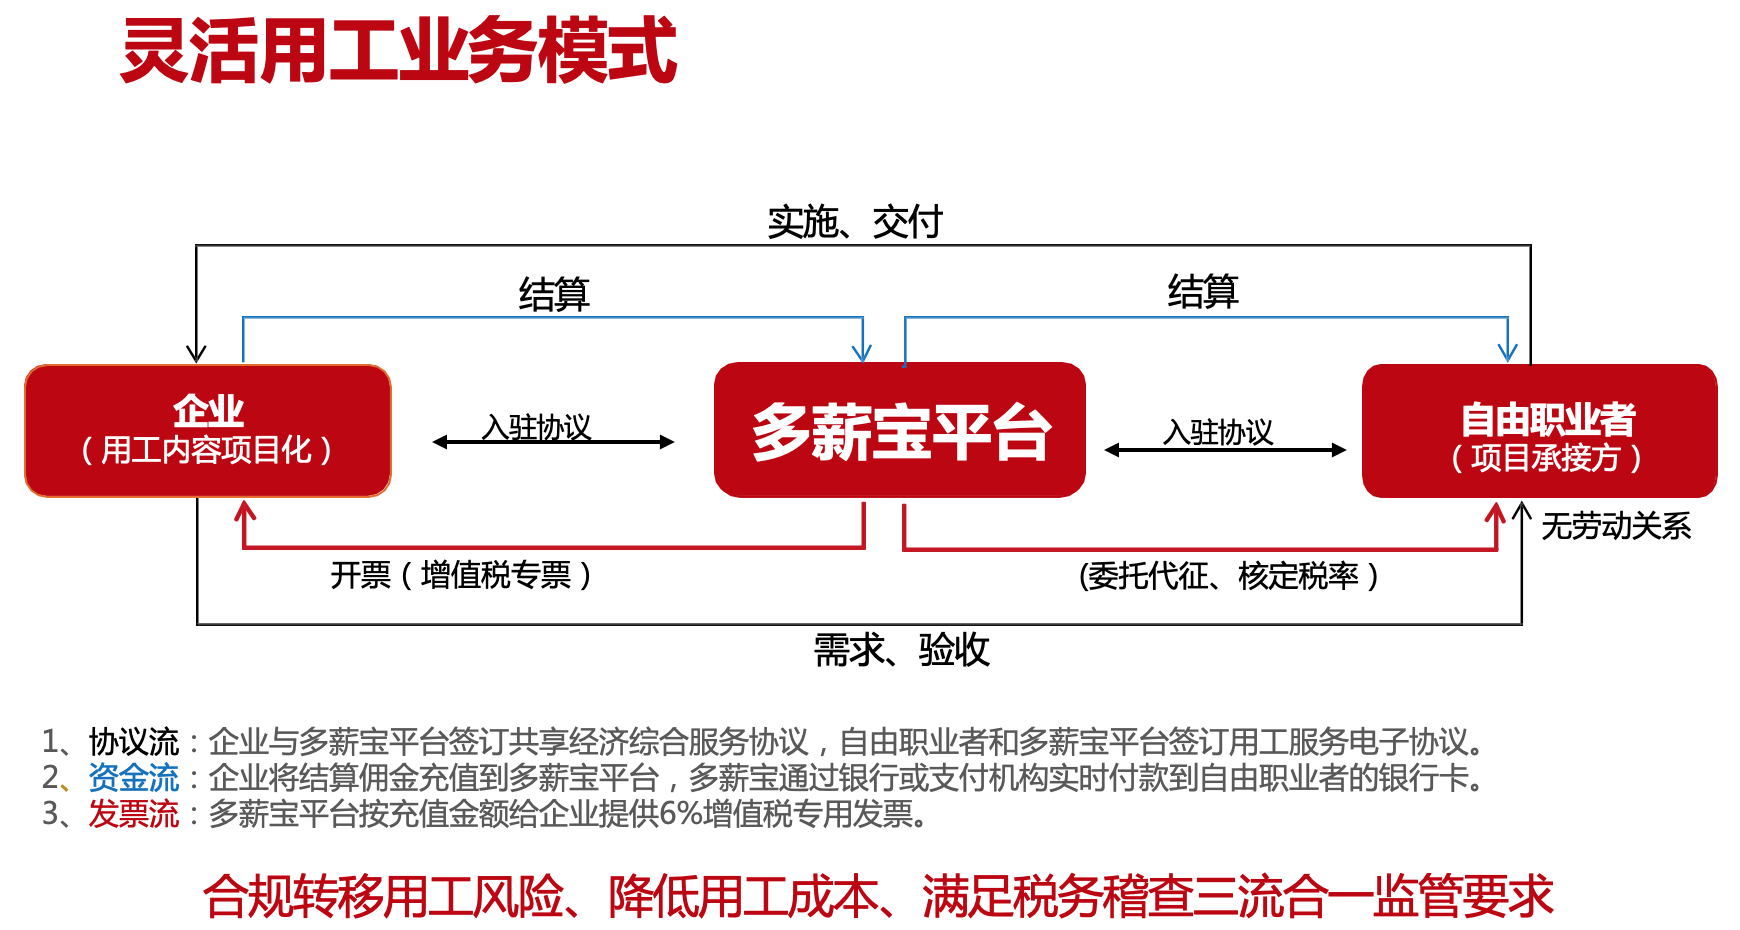 灵活用工业务模式
实施、交付
结算
结算
企业
（用工内容项目化）
入驻协议
多薪宝平台
入驻协议
自由职业者
（项目承接方）
无劳动关系
开票（增值税专票）
(委托代征、核定税率）
需求、验收
1、协议流：企业与多薪宝平台签订共享经济综合服务协议，自由职业者和多薪宝平台签订用工服务电子协议。
2、资金流：企业将结算佣金充值到多薪宝平台，多薪宝通过银行或支付机构实时付款到自由职业者的银行卡。
3、发票流：多薪宝平台按充值金额给企业提供6%增值税专用发票。
合规转移用工风险、降低用工成本、满足税务稽查三流合一监管要求